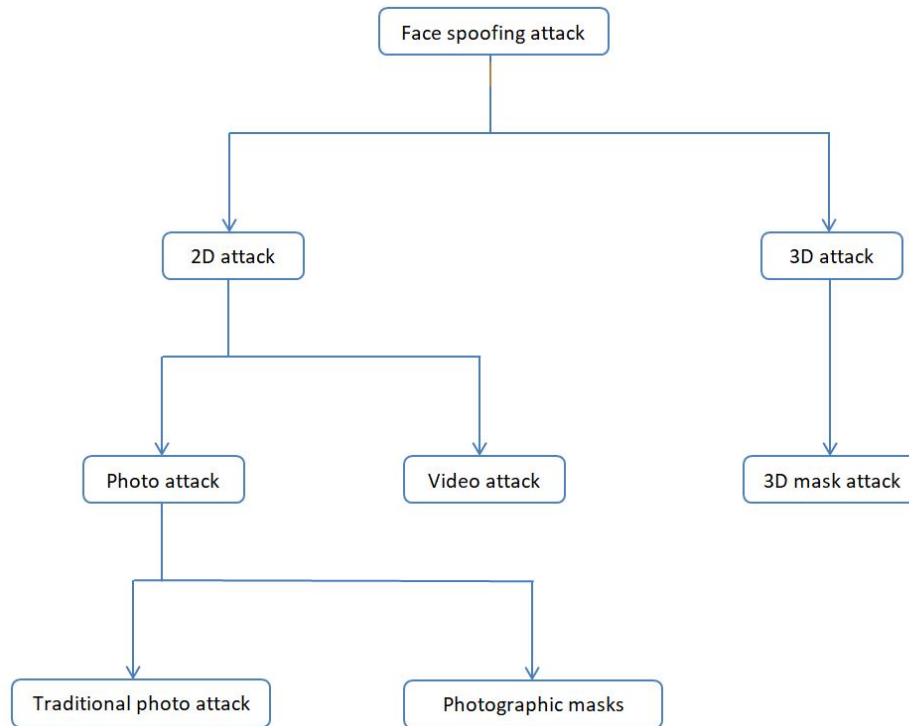 Face spoofing attack
2D attack
3D attack
Photo attack
Video attack
3D mask attack
Traditional photo attack
Photographic masks